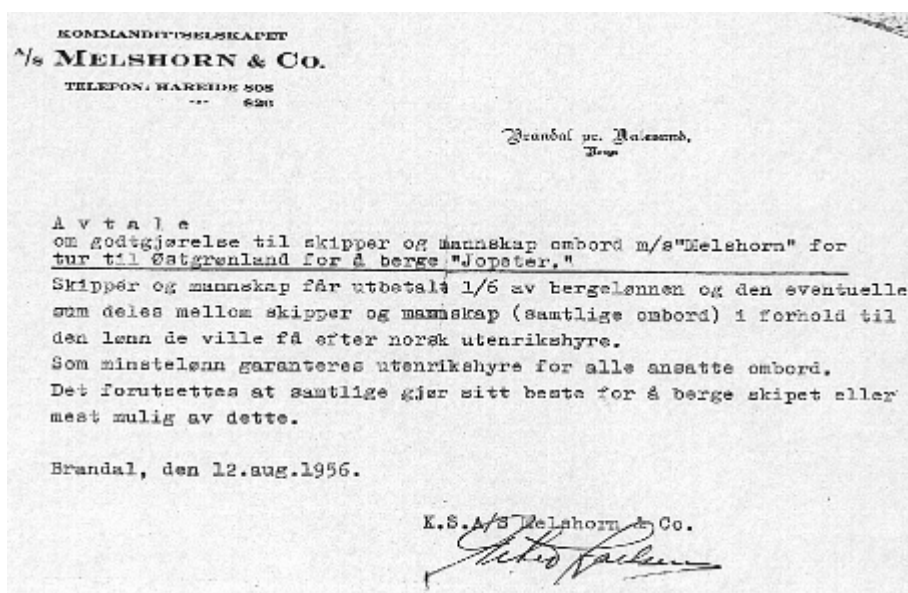 KOMMANDITTSELSKAPET
A/s MELSHORN & CO.
TELEFON: HAREIDE 808
--- 826
Brandal pr. Aalesund,
Norge
Avtale
om godtgjørelse til skipper og mannskap ombord m/s"Melshorn" for
tur til Østgrønland for å berge "Jopeter."
Skipper og mannskap får utbetalt 1/6 av bergelønnen og den eventuelle
sum deles mellom skipper og mannskap (samtlige ombord) i forhold til
den lønn de ville få efter norsk utenrikshyre.
Som minstelønn garanteres utenrikshyre for alle ansatte ombord.
Det forutsettes at samtlige gjør sitt beste for å berge skipet eller
mest mulig av dette.
Brandal, den 12.aug.1956.
K.S.A/S Melshorn & Co.